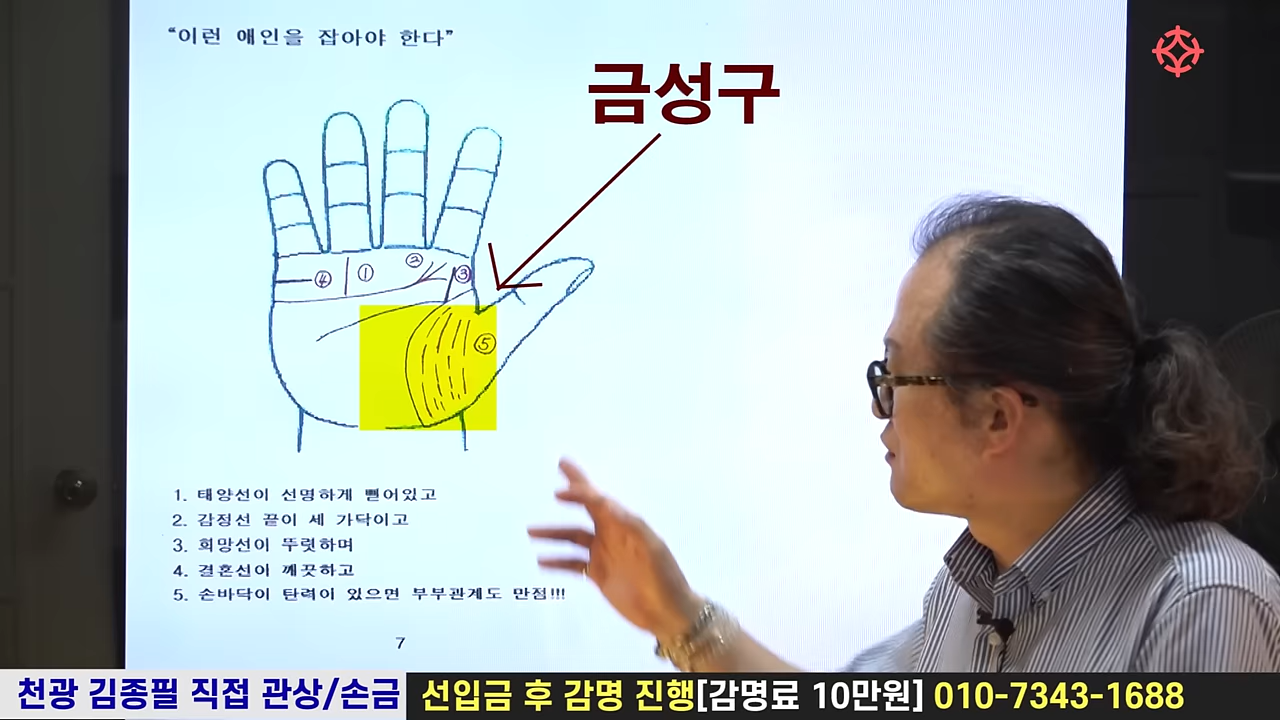 “이런 애인을 잡아야 한다”
금성구
④ ① ② ③
⑤
1. 태양선이 선명하게 뻗어있고
2. 감정선 끝이 세 가닥이고
3. 희망선이 뚜렷하며
4. 결혼선이 깨끗하고
5. 손바닥이 탄력이 있으면 부부관계도 만점!!!
7
천광 김종필 직접 관상/손금 선입금 후 감명 진행[감명료 10만원] 010-7343-1688